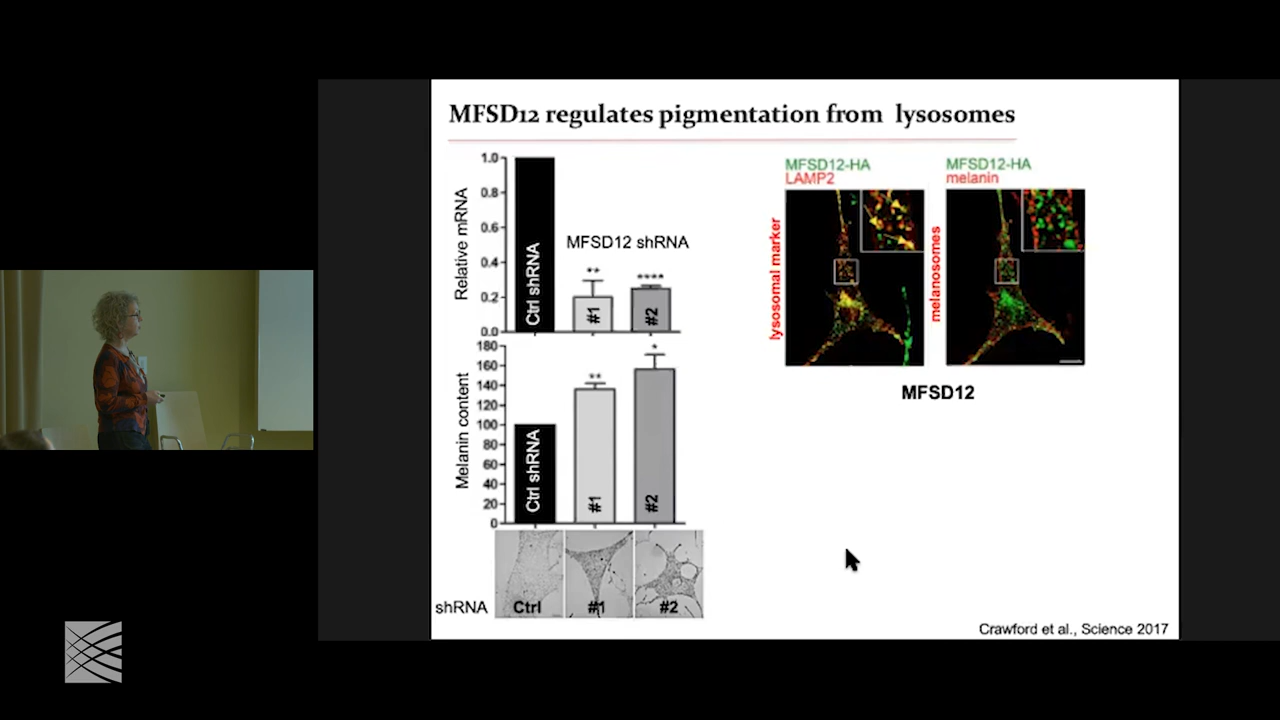 MFSD12 regulates pigmentation from lysosomes
Relative mRNA
1.0
0.8
0.6
0.4
0.2
0.0
MFSD12 shRNA
**
****
Ctrl shRNA
#1
#2
Melanin content
180
160
140
120
100
80
60
40
20
0
**
*
Ctrl shRNA
#1
#2
shRNA
Ctrl
#1
#2
MFSD12-HA
LAMP2
lysosomal marker
MFSD12-HA
melanin
melanosomes
MFSD12
Crawford et al., Science 2017